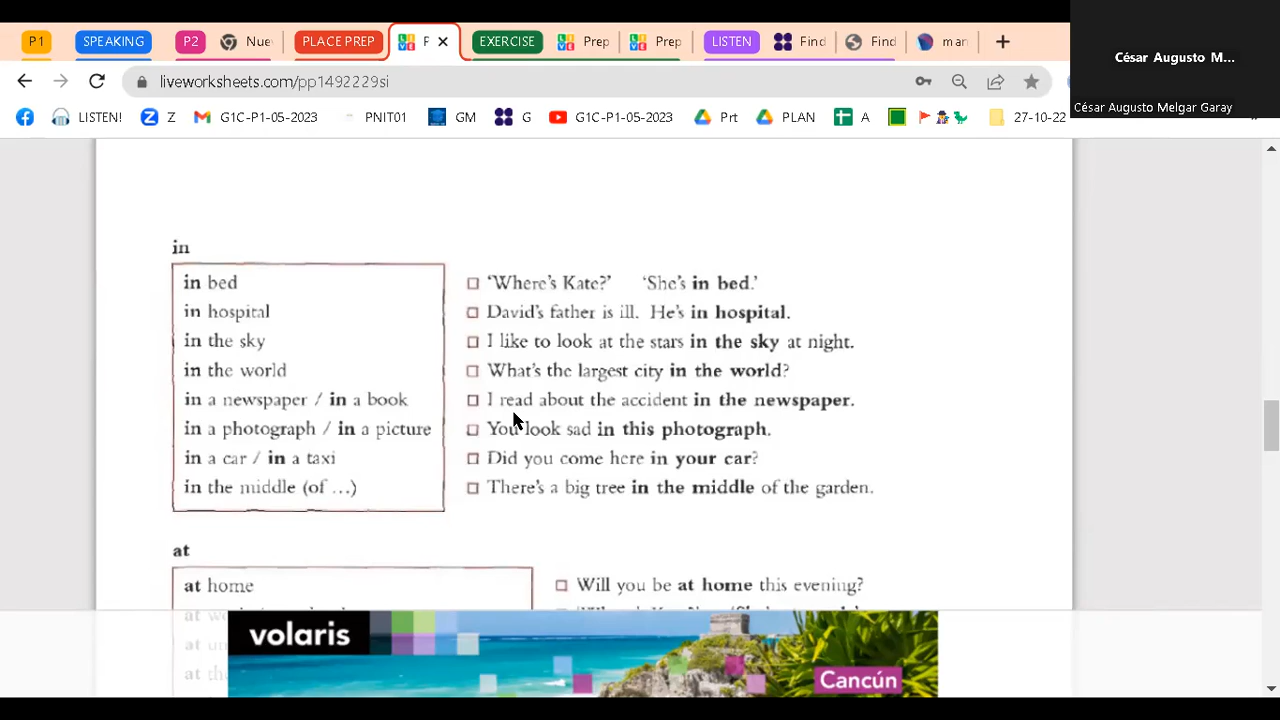 P1
SPEAKING
P2
Nue
PLACE PREP
P
EXERCISE
Prep
Prep
LISTEN
Find
Find
man
César Augusto M...
liveworksheets.com/pp1492229si
César Augusto Melgar Garay
LISTEN!
Z
G1C-P1-05-2023
PNIT01
GM
G
G1C-P1-05-2023
Prt
PLAN
A
27-10-22
in
in bed
in hospital
in the sky
in the world
in a newspaper / in a book
in a photograph / in a picture
in a car / in a taxi
in the middle (of ...)
'Where's Kate?' 'She's in bed.'
David's father is ill. He's in hospital.
I like to look at the stars in the sky at night.
What's the largest city in the world?
I read about the accident in the newspaper.
You look sad in this photograph.
Did you come here in your car?
There's a big tree in the middle of the garden.
at
at home
at
at
at
Will you be at home this evening?
volaris
Cancún